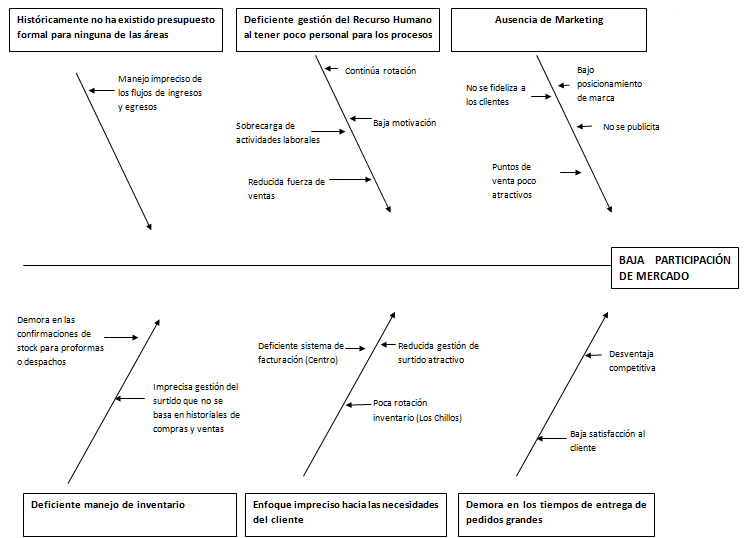 Históricamente no ha existido presupuesto
formal para ninguna de las áreas
Deficiente gestión del Recurso Humano
al tener poco personal para los procesos
Ausencia de Marketing
Manejo impreciso de
los flujos de ingresos
y egresos
Continúa rotación
Baja motivación
Sobrecarga de
actividades laborales
Reducida fuerza de
ventas
Bajo
posicionamiento
de marca
No se fideliza a
los clientes
No se publicita
Puntos de
venta poco
atractivos
BAJA PARTICIPACIÓN
DE MERCADO
Demora en las
confirmaciones de
stock para proformas
o despachos
Imprecisa gestión del
surtido que no se
basa en historiales de
compras y ventas
Deficiente sistema de
facturación (Centro)
Reducida gestión de
surtido atractivo
Poca rotación
inventario (Los Chillos)
Desventaja
competitiva
Baja satisfacción al
cliente
Deficiente manejo de inventario
Enfoque impreciso hacia las necesidades
del cliente
Demora en los tiempos de entrega de
pedidos grandes